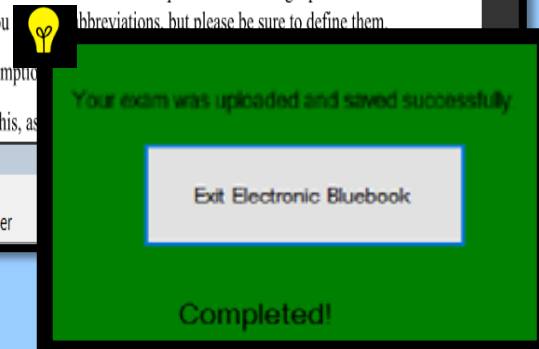 u
bbreviations, but please be sure to define them.
mptio
his, as
er
Your exam was uploaded and saved successfully.
Exit Electronic Bluebook
Completed!